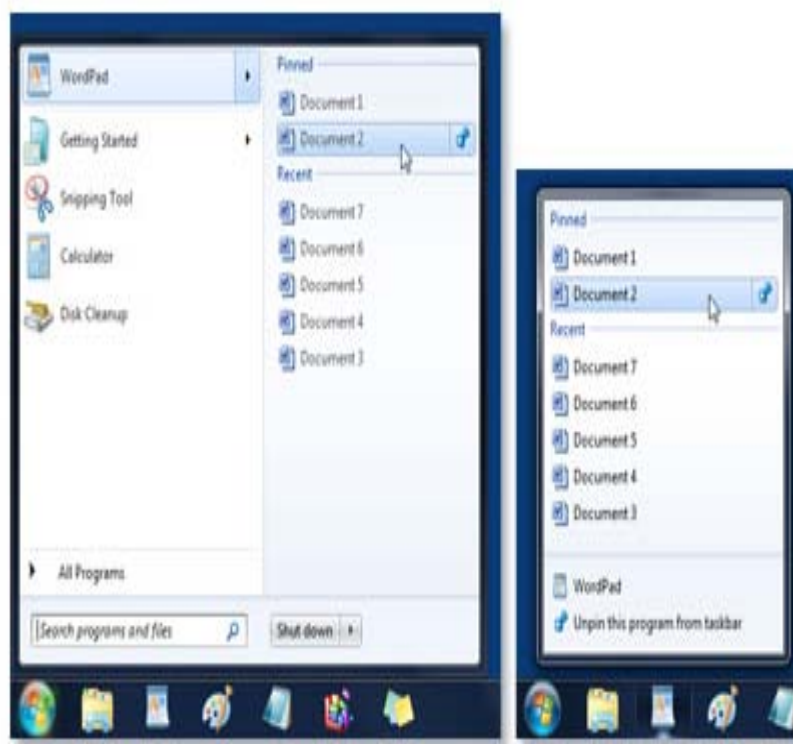 WordPad
Getting Started
Snipping Tool
Calculator
Disk Cleanup
All Programs
Search programs and files
Pinned
Document 1
Document 2
Recent
Document 7
Document 6
Document 5
Document 4
Document 3
Shut down
Pinned
Document 1
Document 2
Recent
Document 7
Document 6
Document 5
Document 4
Document 3
WordPad
Unpin this program from taskbar